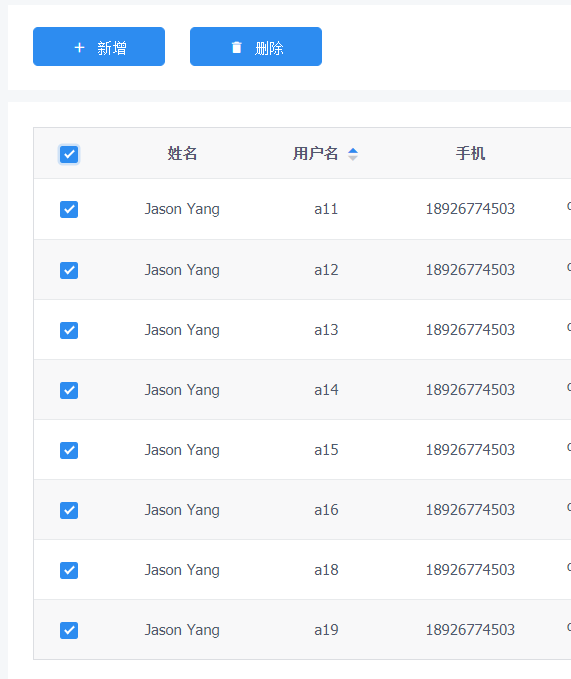 新增 删除
姓名 用户名 手机
Jason Yang a11 18926774503
Jason Yang a12 18926774503
Jason Yang a13 18926774503
Jason Yang a14 18926774503
Jason Yang a15 18926774503
Jason Yang a16 18926774503
Jason Yang a18 18926774503
Jason Yang a19 18926774503